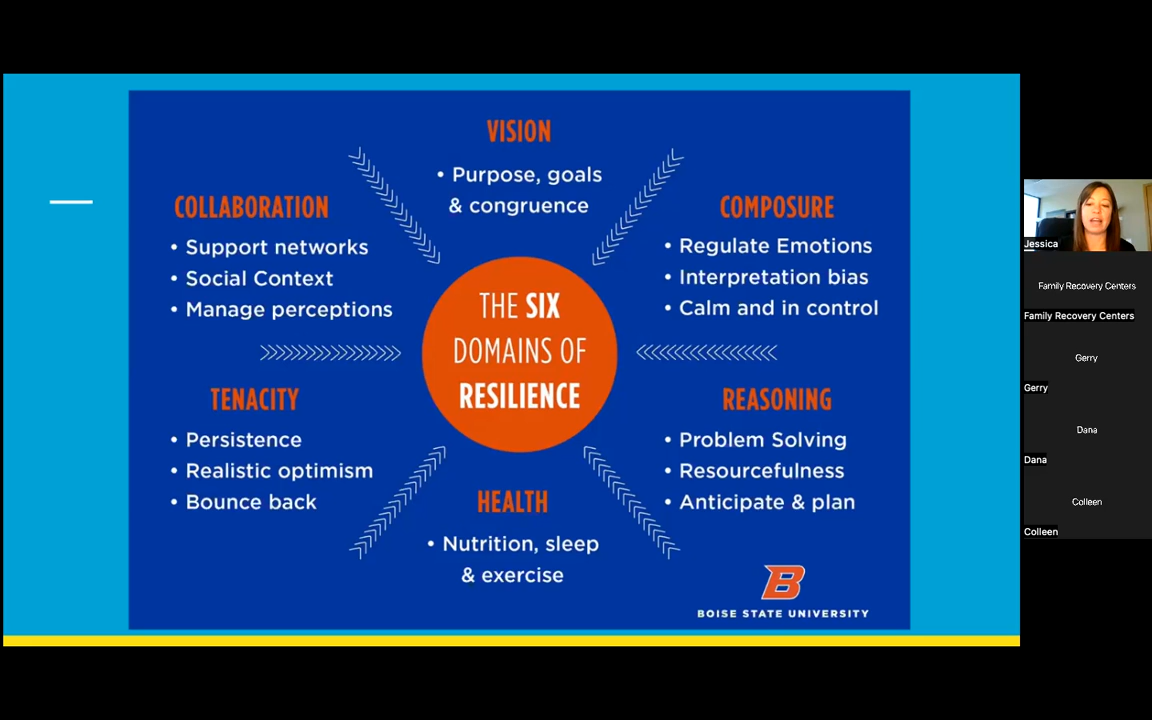 VISION
• Purpose, goals
& congruence
COLLABORATION
• Support networks
• Social Context
• Manage perceptions
COMPOSURE
• Regulate Emotions
• Interpretation bias
• Calm and in control
THE SIX
DOMAINS OF
RESILIENCE
TENACITY
• Persistence
• Realistic optimism
• Bounce back
REASONING
• Problem Solving
• Resourcefulness
• Anticipate & plan
HEALTH
• Nutrition, sleep
& exercise
B
BOISE STATE UNIVERSITY
Jessica
Family Recovery Centers
Family Recovery Centers
Gerry
Gerry
Dana
Dana
Colleen
Colleen